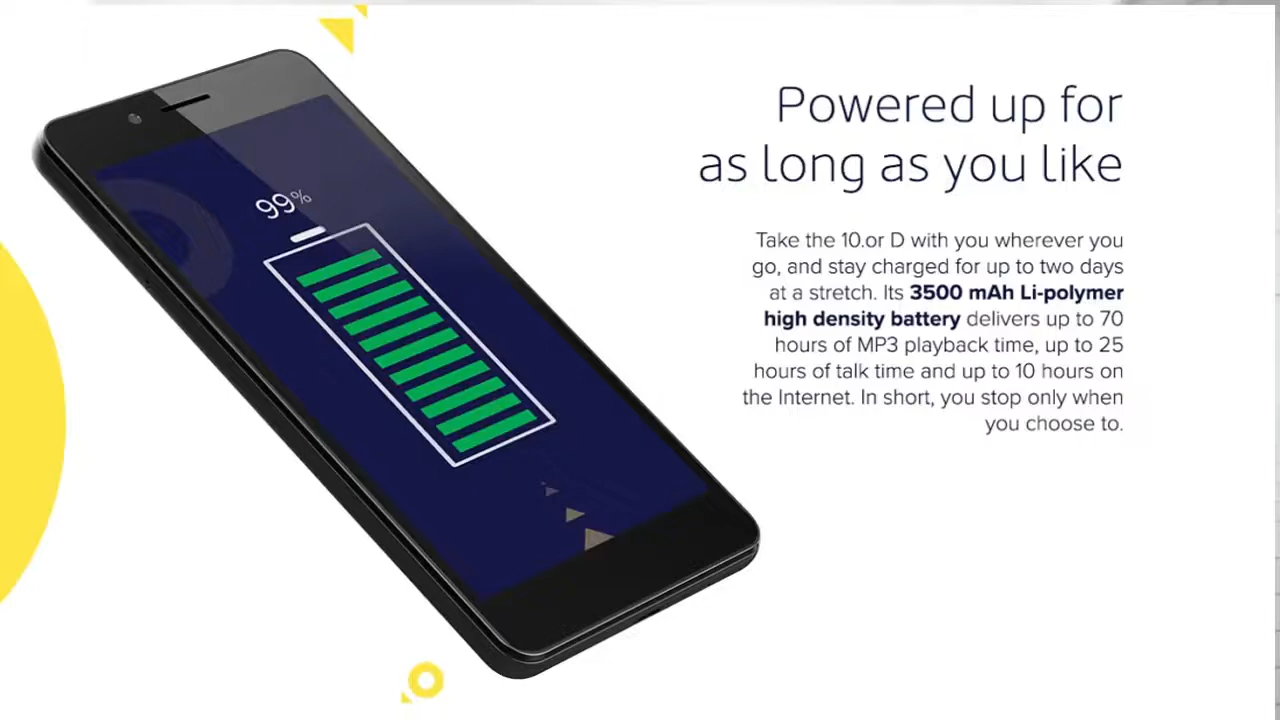 Powered up for
as long as you like
99%
Take the 10.or D with you wherever you
go, and stay charged for up to two days
at a stretch. Its 3500 mAh Li-polymer
high density battery delivers up to 70
hours of MP3 playback time, up to 25
hours of talk time and up to 10 hours on
the Internet. In short, you stop only when
you choose to.